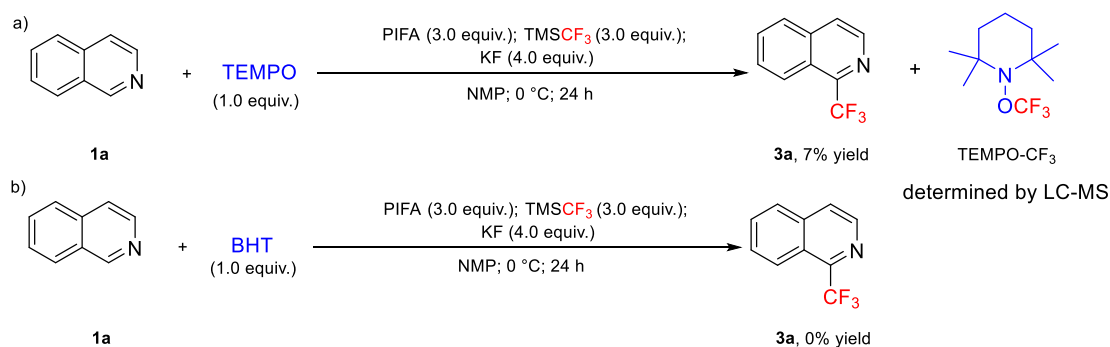 a)
PIFA (3.0 equiv.); TMSCF3 (3.0 equiv.);
KF (4.0 equiv.)
NMP; 0 °C; 24 h
N
+
TEMPO
(1.0 equiv.)
N
CF3
+
N
OCF3
1a
3a, 7% yield
TEMPO-CF3
determined by LC-MS
b)
PIFA (3.0 equiv.); TMSCF3 (3.0 equiv.);
KF (4.0 equiv.)
NMP; 0 °C; 24 h
N
+
BHT
(1.0 equiv.)
N
CF3
1a
3a, 0% yield